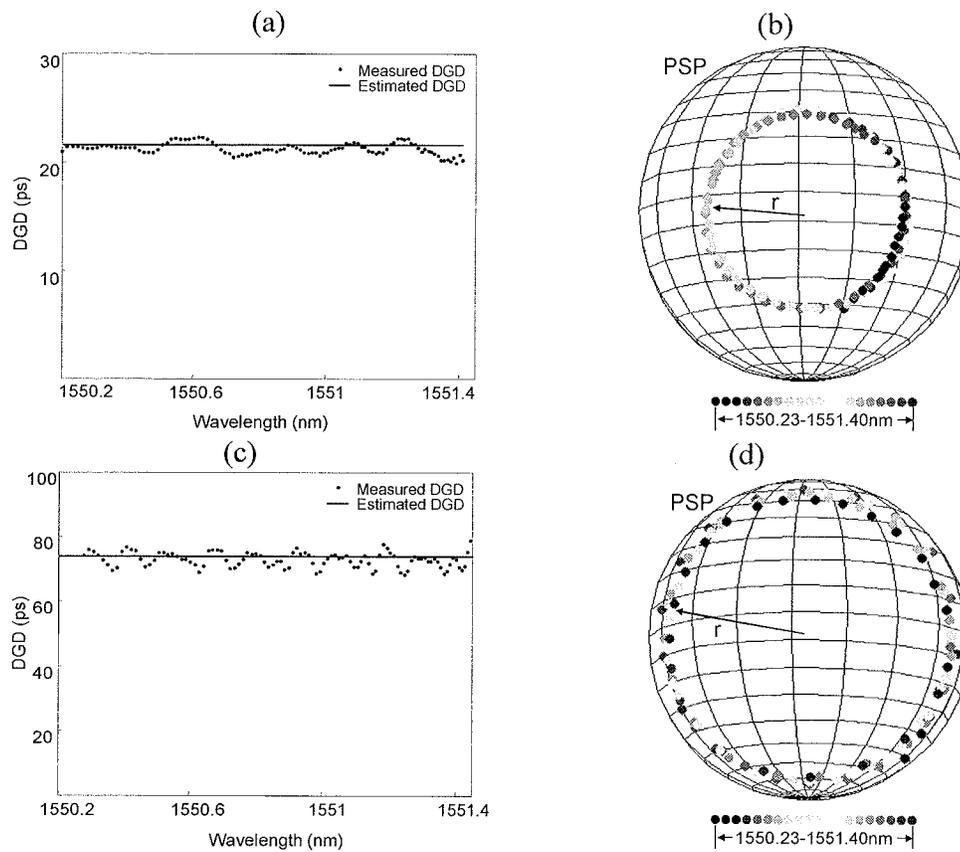 (a)
30
20
10
DGD (ps)
Measured DGD
Estimated DGD
1550.2 1550.6 1551 1551.4
Wavelength (nm)
(b)
PSP
r
1550.23-1551.40nm
(c)
100
80
60
40
20
DGD (ps)
Measured DGD
Estimated DGD
1550.2 1550.6 1551 1551.4
Wavelength (nm)
(d)
PSP
r
1550.23-1551.40nm